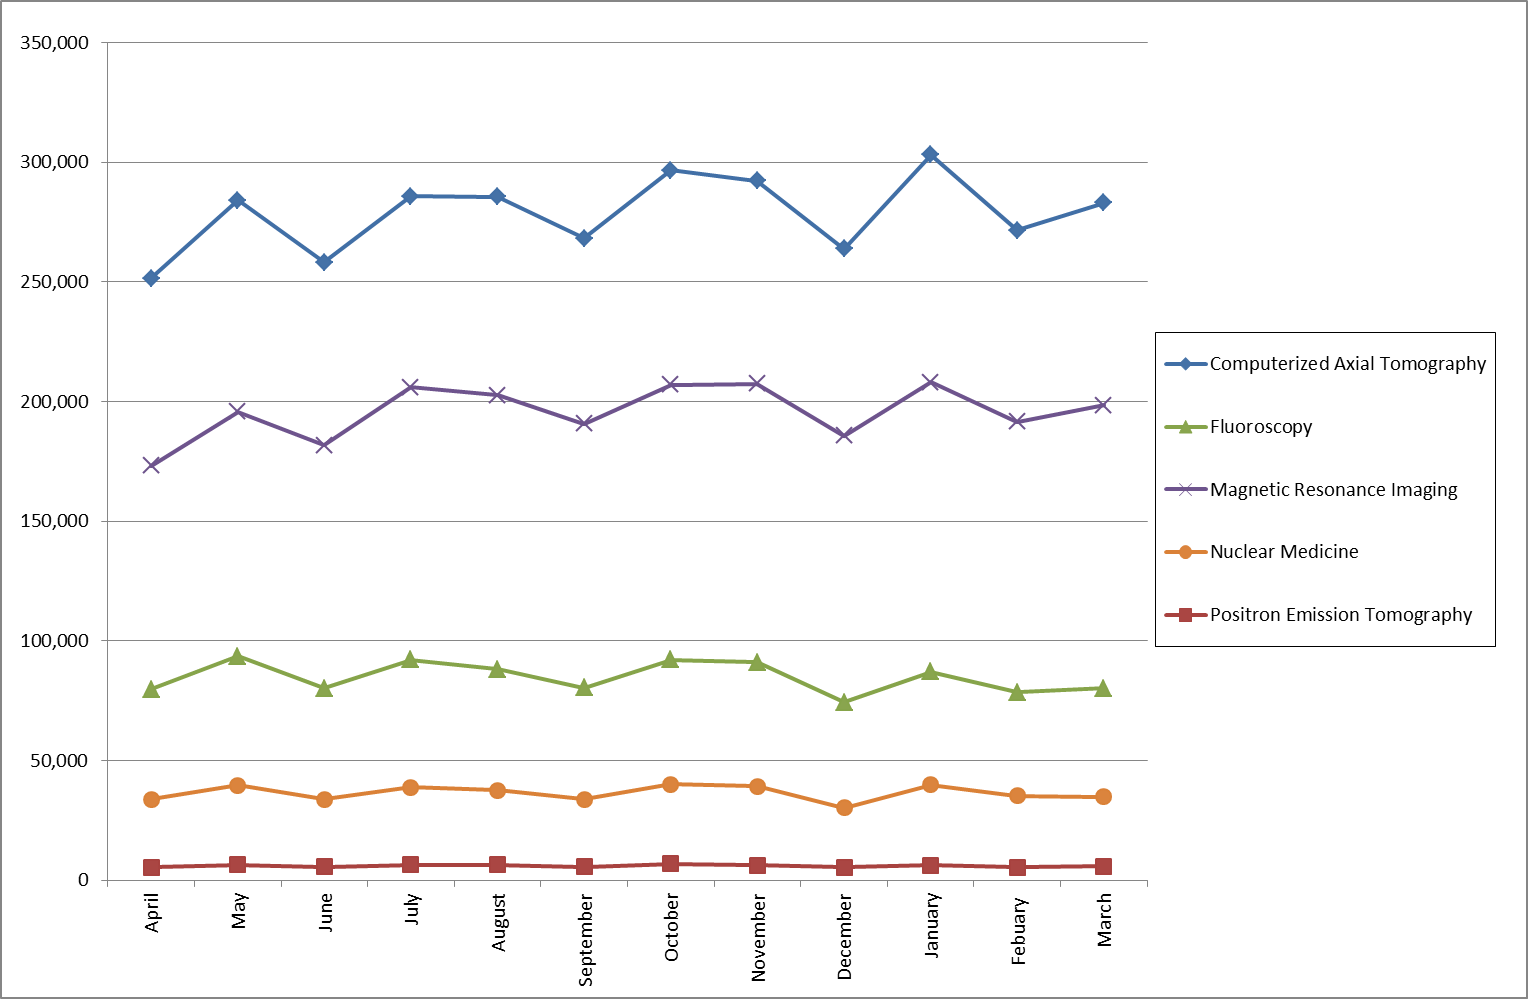 350,000
300,000
250,000
200,000
150,000
100,000
50,000
0
April
May
June
July
August
September
October
November
December
January
Febuary
March
Computerized Axial Tomography
Fluoroscopy
Magnetic Resonance Imaging
Nuclear Medicine
Positron Emission Tomography